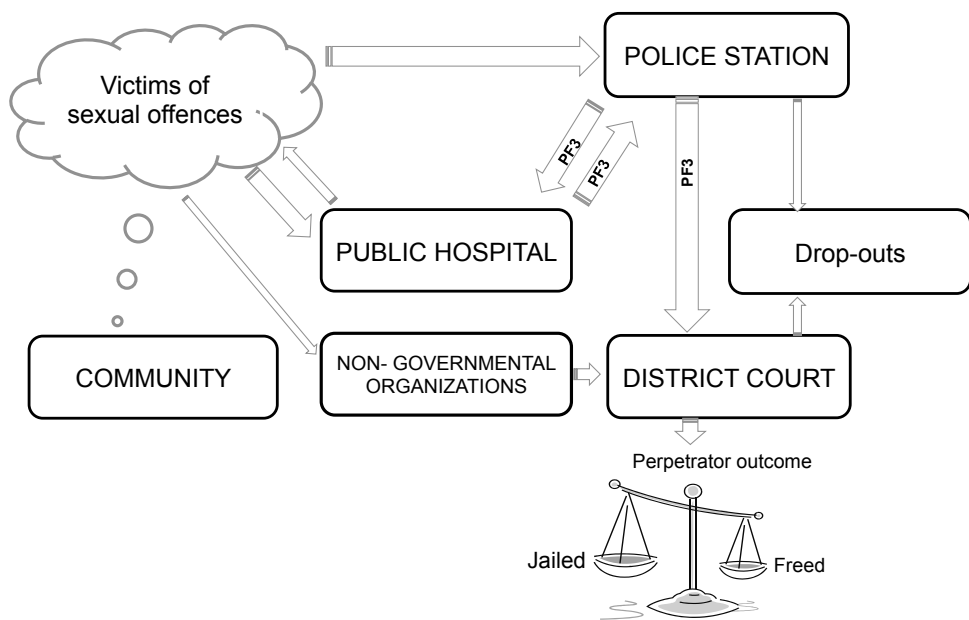 Victims of
sexual offences
POLICE STATION
PF3
PF3
PF3
PUBLIC HOSPITAL
Drop-outs
COMMUNITY
NON- GOVERNMENTAL
ORGANIZATIONS
DISTRICT COURT
Perpetrator outcome
Jailed
Freed